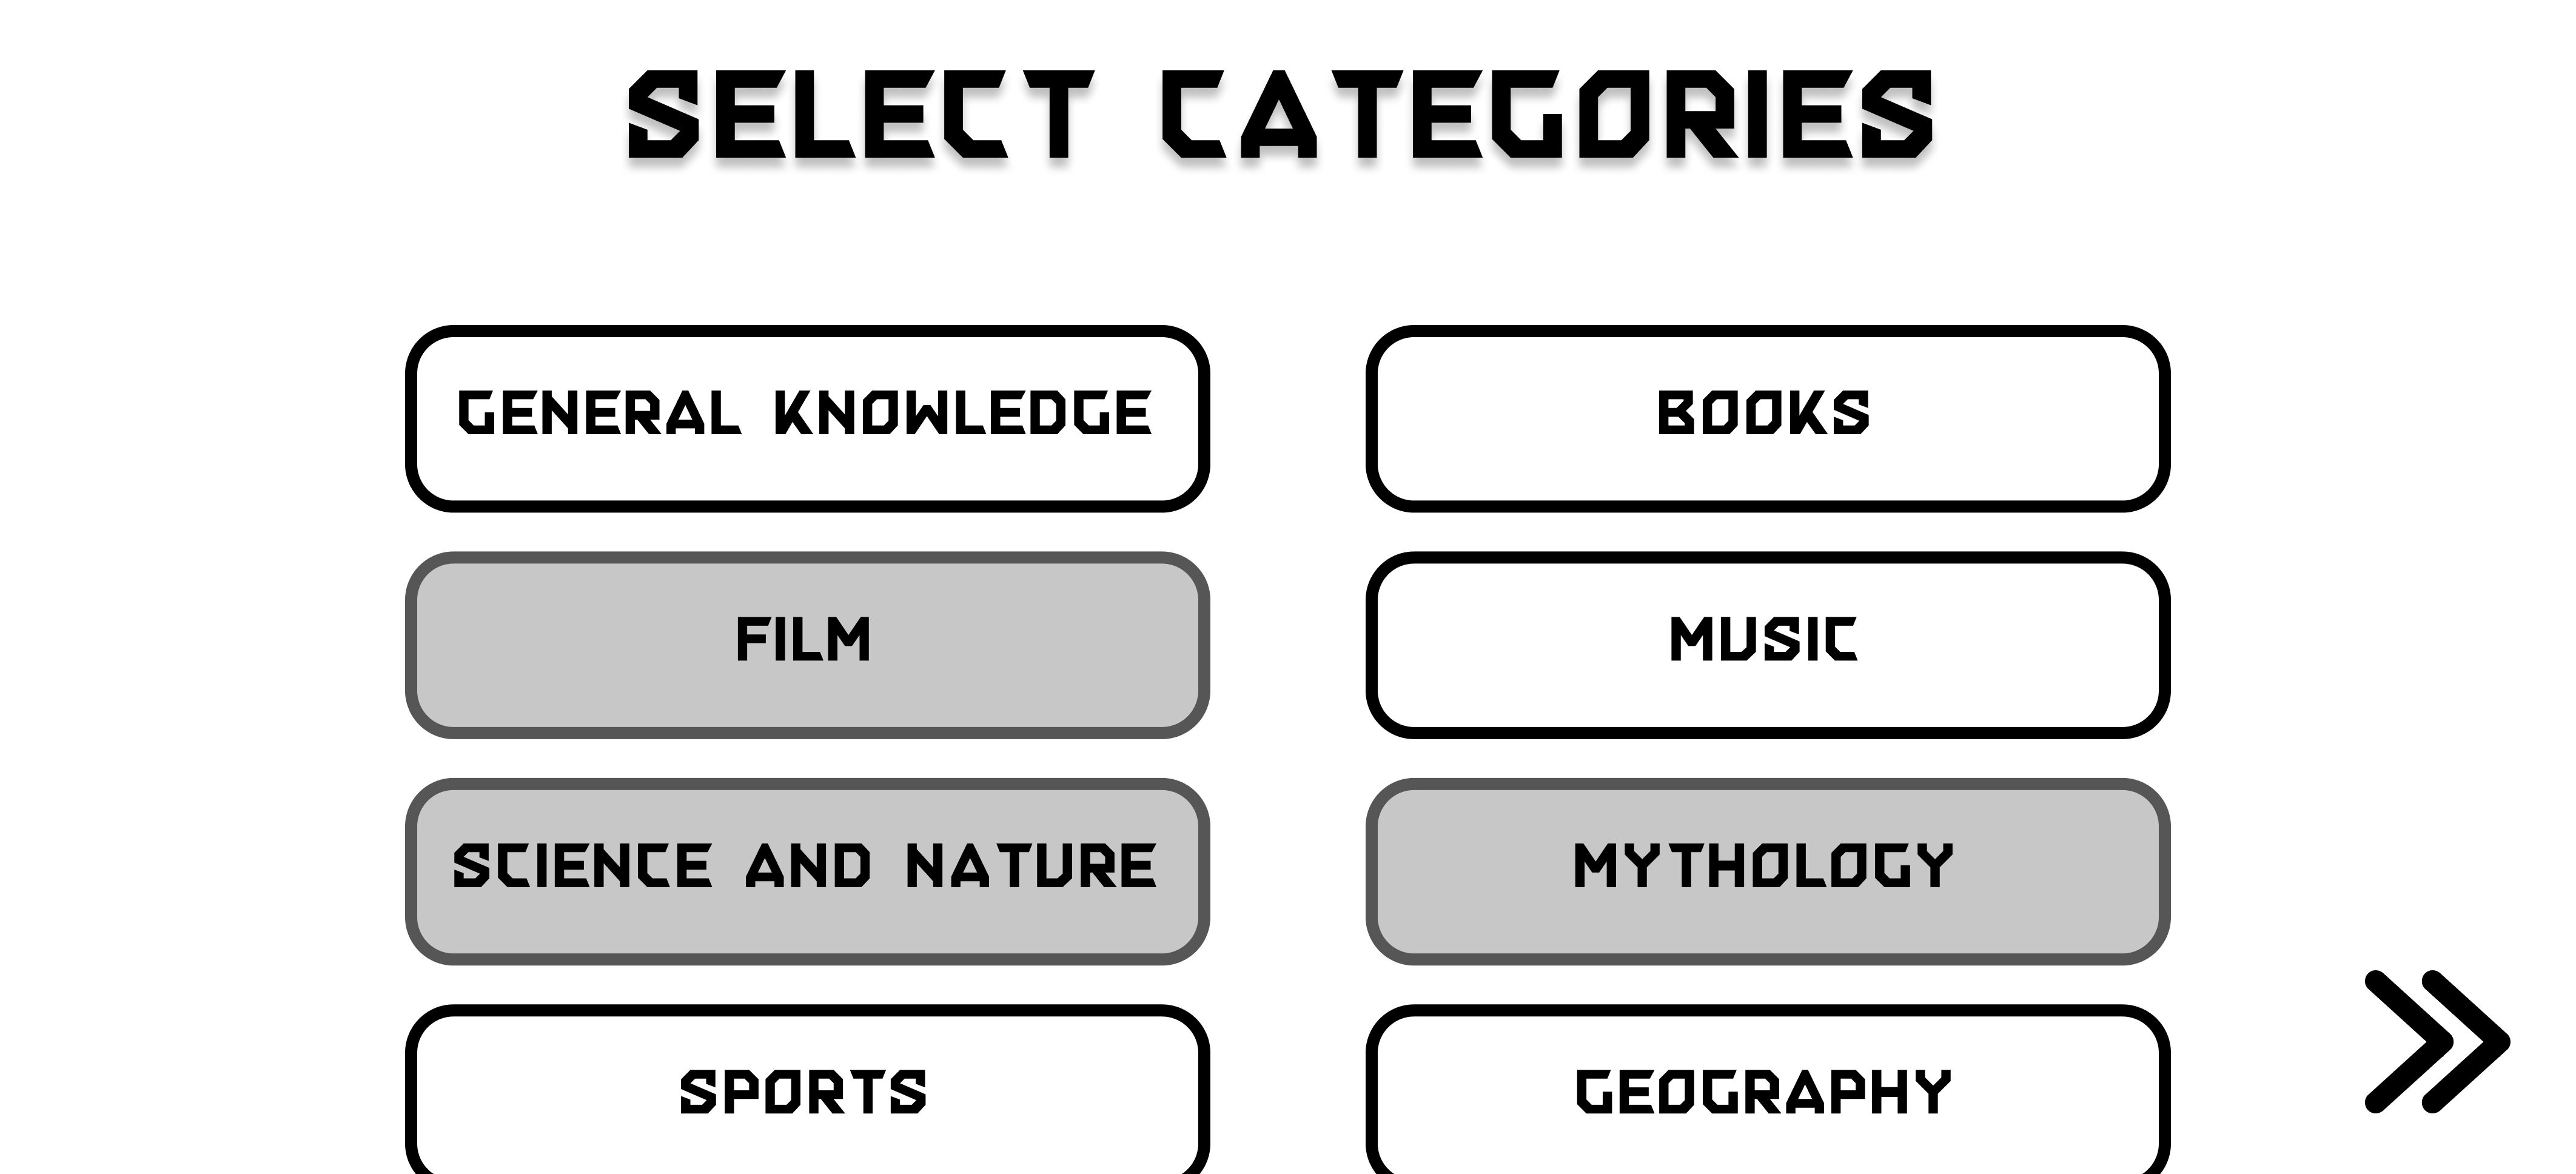 SELECT CATEGORIES
GENERAL KNOWLEDGE
BOOKS
FILM
MUSIC
SCIENCE AND NATURE
MYTHOLOGY
SPORTS
GEOGRAPHY